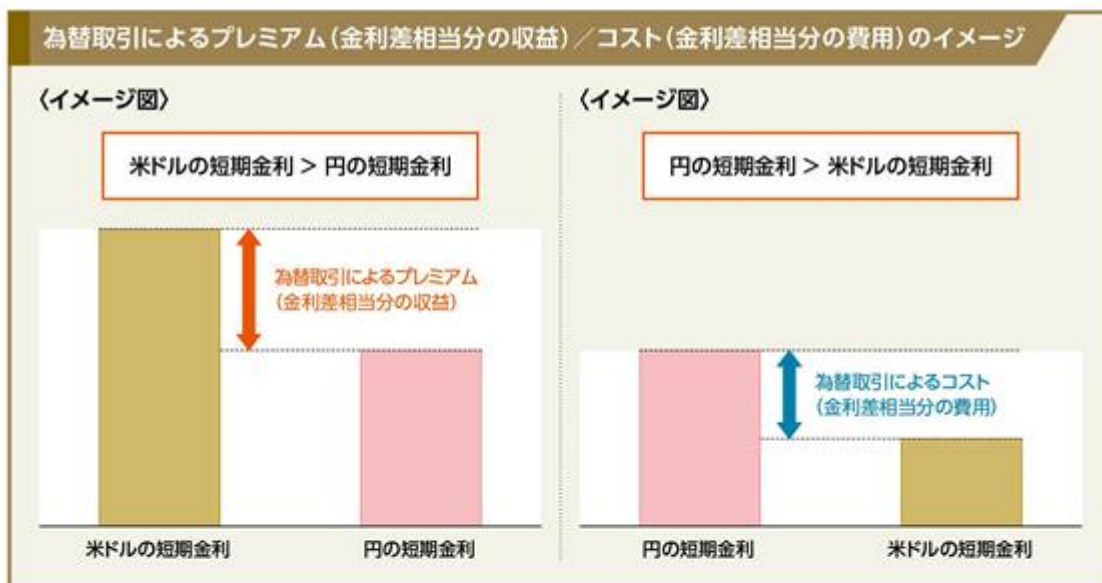 為替取引によるプレミアム(金利差相当分の収益)/コスト(金利差相当分の費用)のイメージ
〈イメージ図〉
米ドルの短期金利 > 円の短期金利
為替取引によるプレミアム
(金利差相当分の収益)
米ドルの短期金利
円の短期金利
〈イメージ図〉
円の短期金利 > 米ドルの短期金利
為替取引によるコスト
(金利差相当分の費用)
円の短期金利
米ドルの短期金利